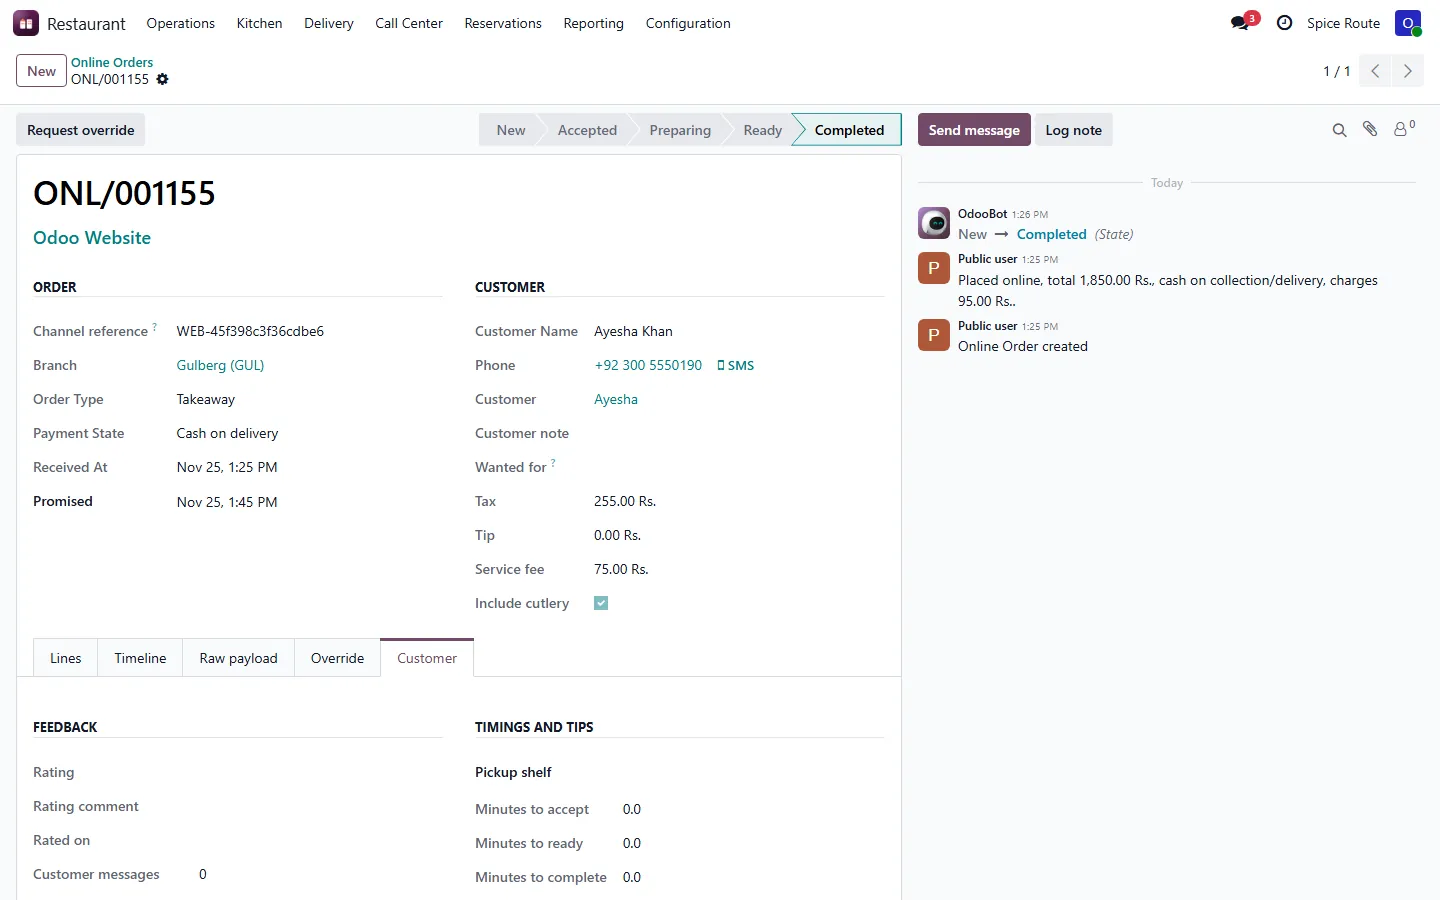 Restaurant Operations Kitchen Delivery Call Center Reservations Reporting Configuration 3 Spice Route O
New Online Orders
ONL/001155
1 / 1
Request override New Accepted Preparing Ready Completed Send message Log note 0
ONL/001155
Odoo Website
ORDER
Channel reference ? WEB-45f398c3f36cdbe6
Branch Gulberg (GUL)
Order Type Takeaway
Payment State Cash on delivery
Received At Nov 25, 1:25 PM
Promised Nov 25, 1:45 PM
CUSTOMER
Customer Name Ayesha Khan
Phone +92 300 5550190 SMS
Customer Ayesha
Customer note
Wanted for ?
Tax 255.00 Rs.
Tip 0.00 Rs.
Service fee 75.00 Rs.
Include cutlery
Lines Timeline Raw payload Override Customer
FEEDBACK
Rating
Rating comment
Rated on
Customer messages 0
TIMINGS AND TIPS
Pickup shelf
Minutes to accept 0.0
Minutes to ready 0.0
Minutes to complete 0.0
Today
OdooBot 1:26 PM
New → Completed (State)
P
Public user 1:25 PM
Placed online, total 1,850.00 Rs., cash on collection/delivery, charges
95.00 Rs..
P
Public user 1:25 PM
Online Order created